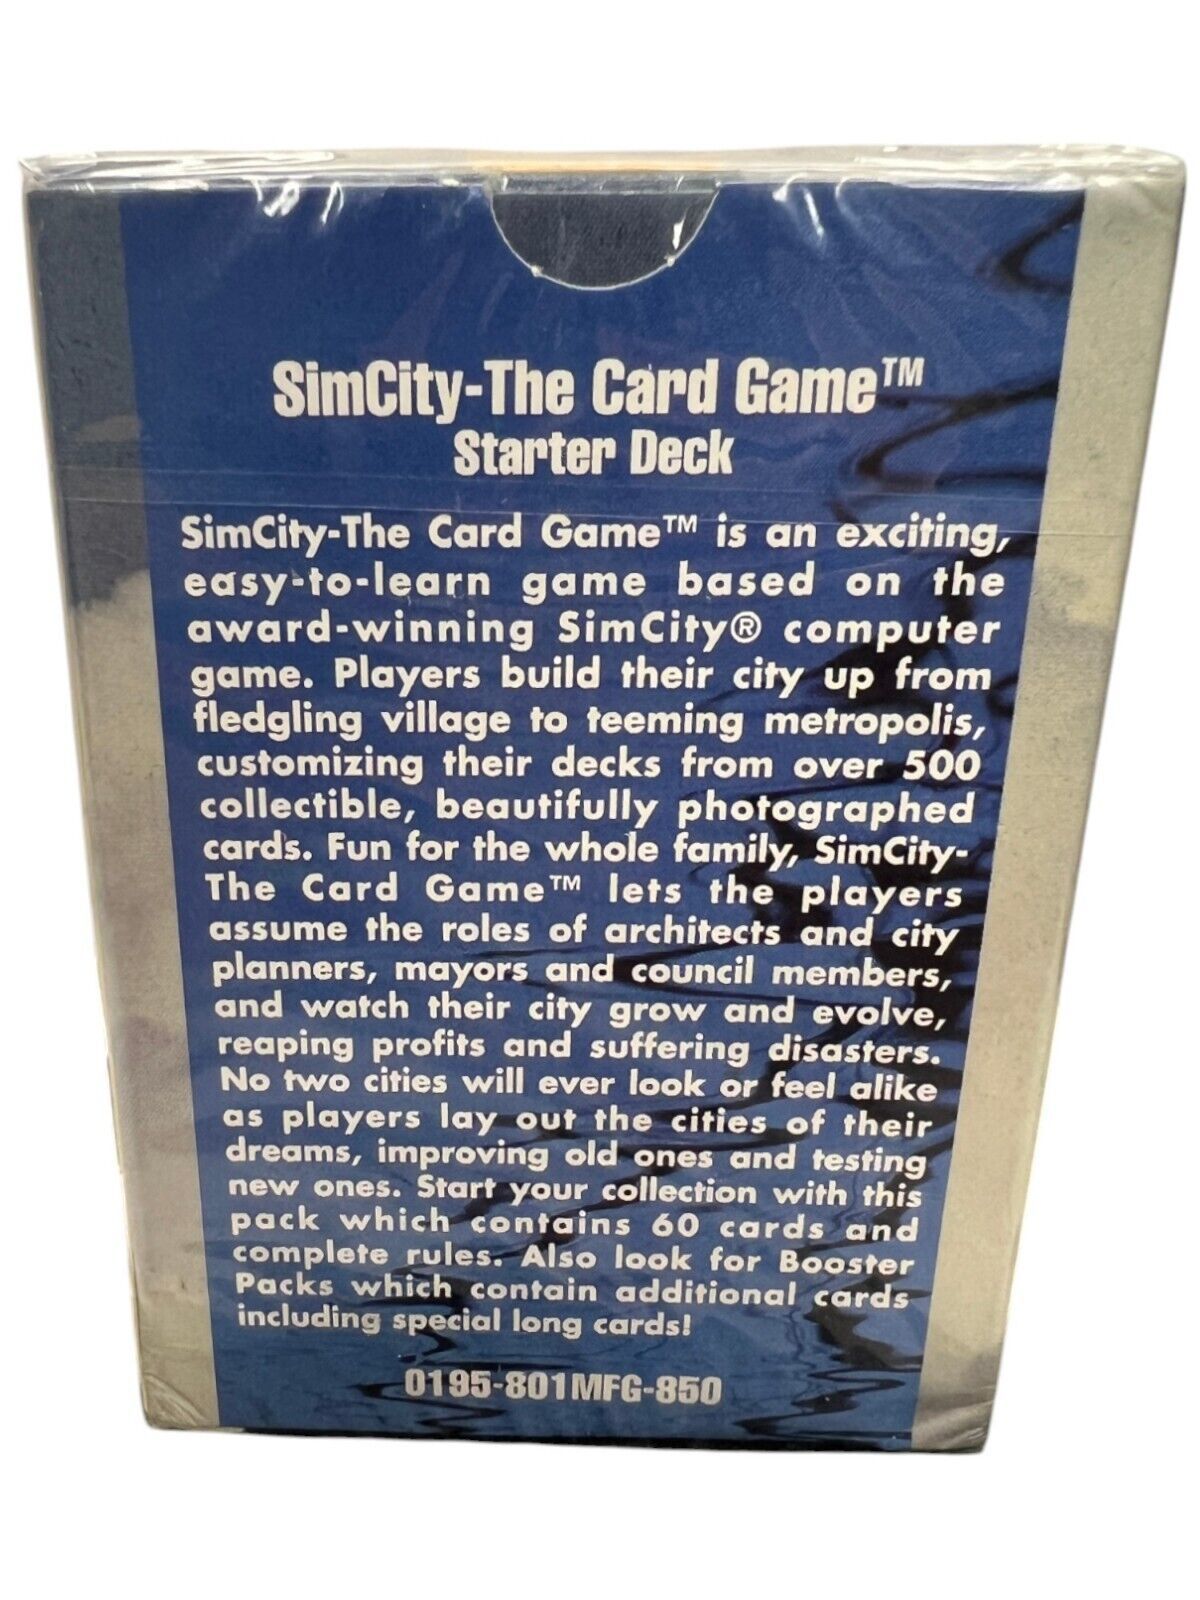 SimCity-The Card Game™
Starter Deck
SimCity-The Card Game™ is an exciting,
easy-to-learn game based on the
award-winning SimCity® computer
game. Players build their city up from
fledgling village to teeming metropolis,
customizing their decks from over 500
collectible, beautifully photographed
cards. Fun for the whole family, SimCity-
The Card Game™ lets the players
assume the roles of architects and city
planners, mayors and council members,
and watch their city grow and evolve,
reaping profits and suffering disasters.
No two cities will ever look or feel alike
as players lay out the cities of their
dreams, improving old ones and testing
new ones. Start your collection with this
pack which contains 60 cards and
complete rules. Also look for Booster
Packs which contain additional cards
including special long cards!
0195-801MFG-850